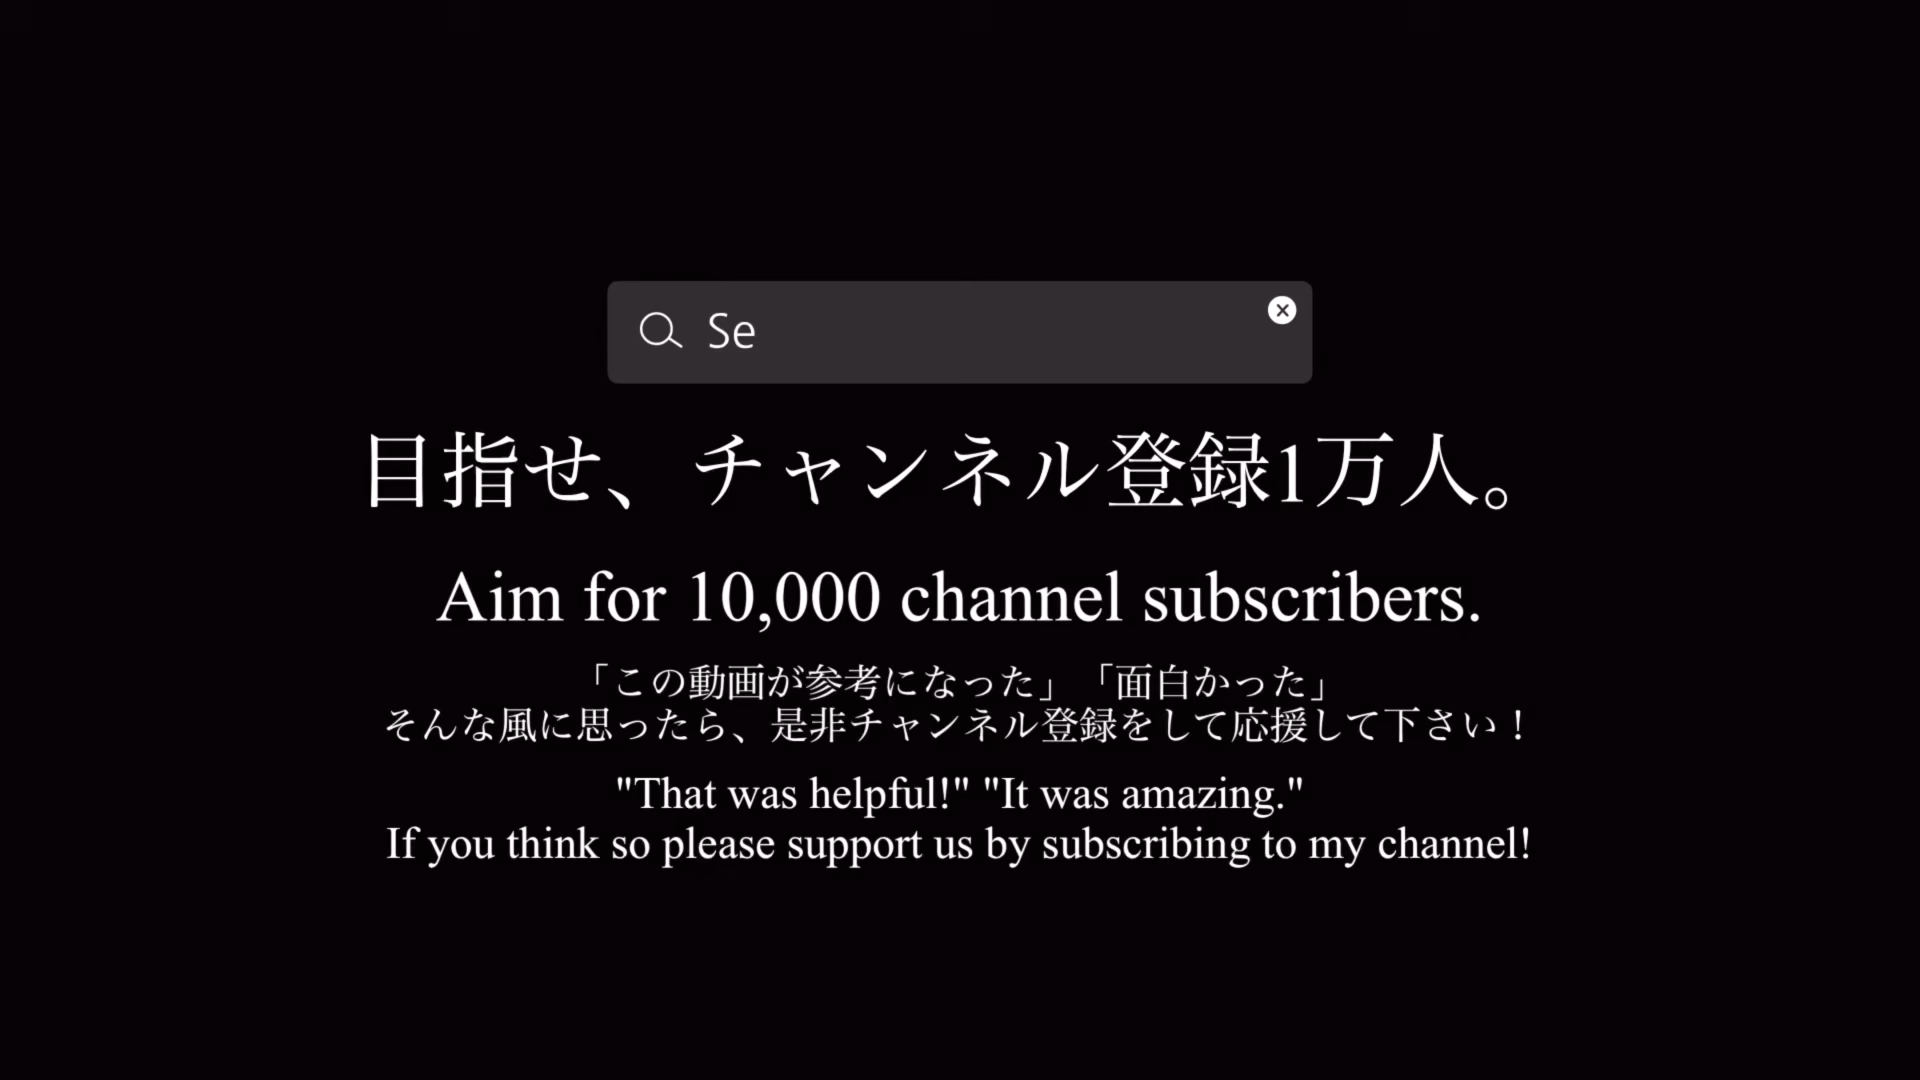 Se
目指せ、チャンネル登録1万人。
Aim for 10,000 channel subscribers.
「この動画が参考になった」「面白かった」
そんな風に思ったら、是非チャンネル登録をして応援して下さい！
"That was helpful!" "It was amazing."
If you think so please support us by subscribing to my channel!